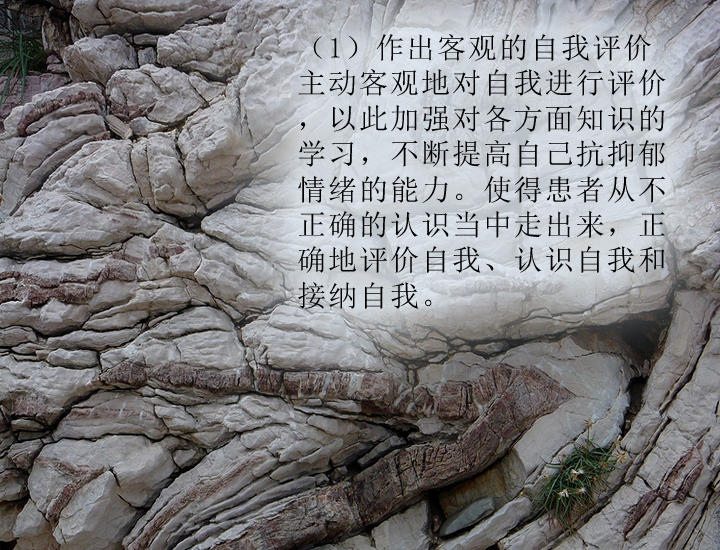 （1）作出客观的自我评价
主动客观地对自我进行评价
，以此加强对各方面知识的
学习，不断提高自己抗抑郁
情绪的能力。使得患者从不
正确的认识当中走出来，正
确地评价自我、认识自我和
接纳自我。